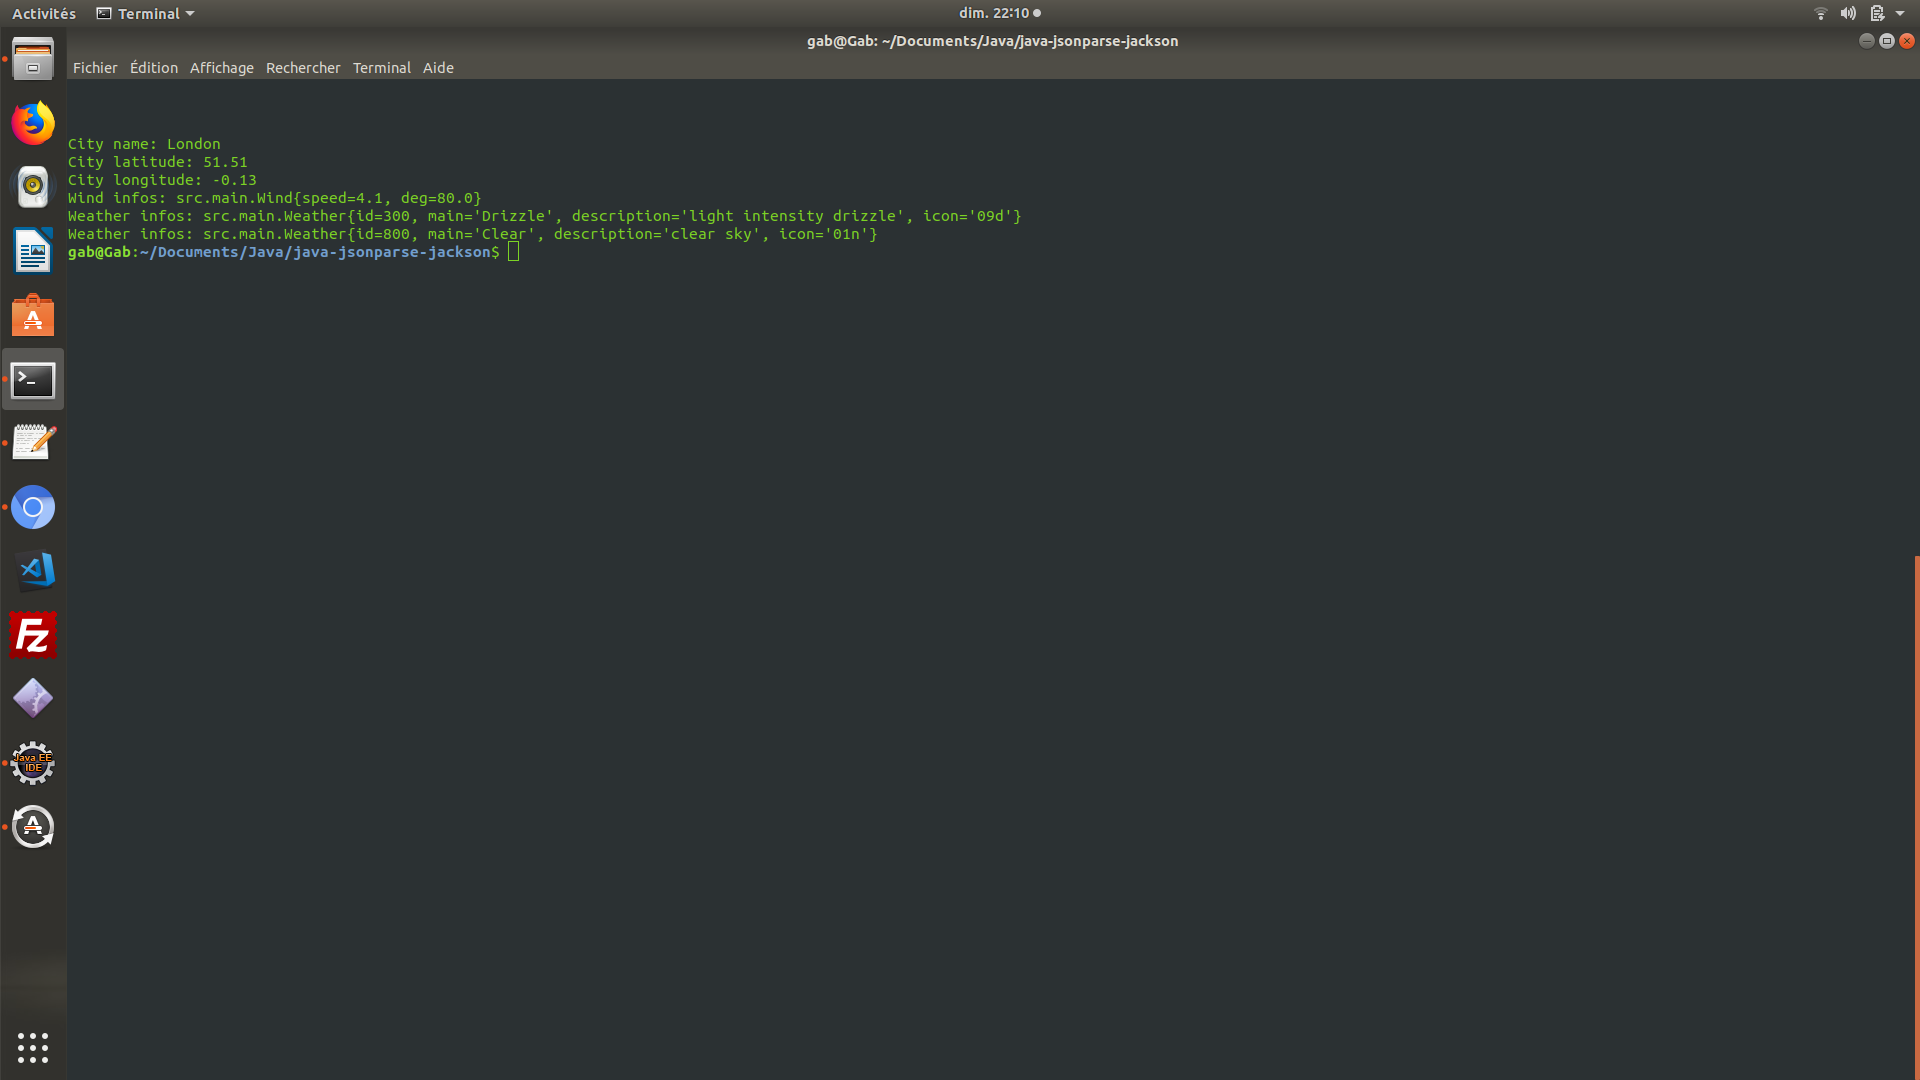 Activités Terminal dim. 22:10
gab@Gab: ~/Documents/Java/java-jsonparse-jackson
Fichier Édition Affichage Rechercher Terminal Aide
City name: London
City latitude: 51.51
City longitude: -0.13
Wind infos: src.main.Wind{speed=4.1, deg=80.0}
Weather infos: src.main.Weather{id=300, main='Drizzle', description='light intensity drizzle', icon='09d'}
Weather infos: src.main.Weather{id=800, main='Clear', description='clear sky', icon='01n'}
gab@Gab:~/Documents/Java/java-jsonparse-jackson$
Fz
Java EE
IDE